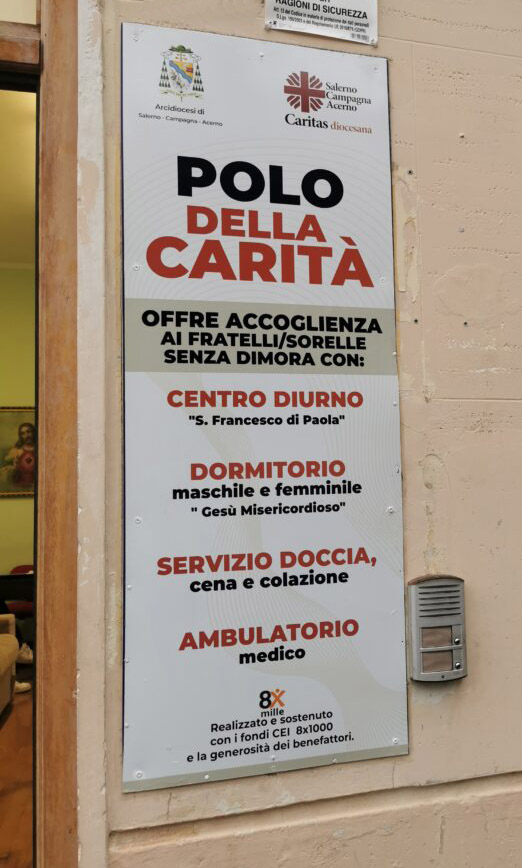 RAGIONI DI SICUREZZA
Arcidiocesi di
Salerno - Campagna - Acerno
Salerno
Campagna
Acerno
Caritas diocesana
POLO
DELLA
CARITÀ
OFFRE ACCOGLIENZA
AI FRATELLI/SORELLE
SENZA DIMORA CON:
CENTRO DIURNO
"S. Francesco di Paola"
DORMITORIO
maschile e femminile
" Gesù Misericordioso"
SERVIZIO DOCCIA,
cena e colazione
AMBULATORIO
medico
8X
mille
Realizzato e sostenuto
con i fondi CEI 8x1000
e la generosità dei benefattori.